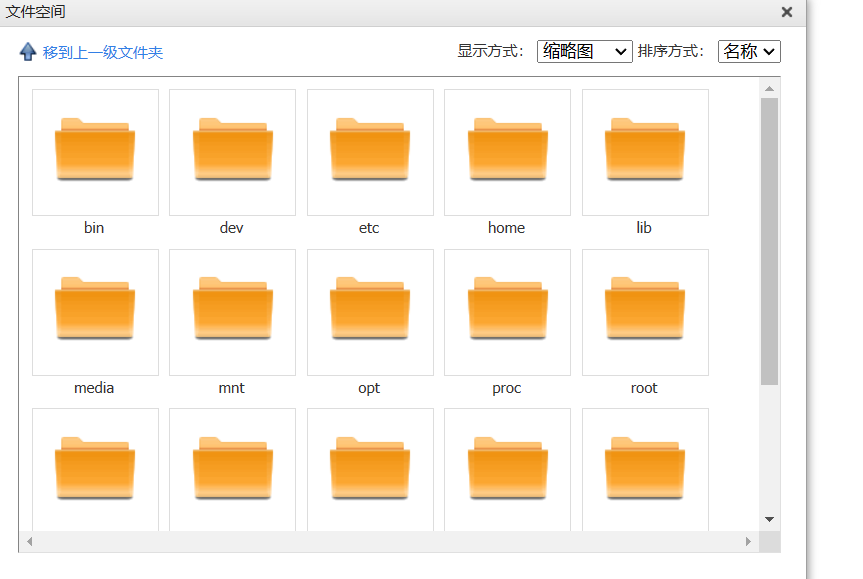 文件空间
移到上一级文件夹 显示方式： 缩略图 排序方式： 名称
bin dev etc home lib
media mnt opt proc root